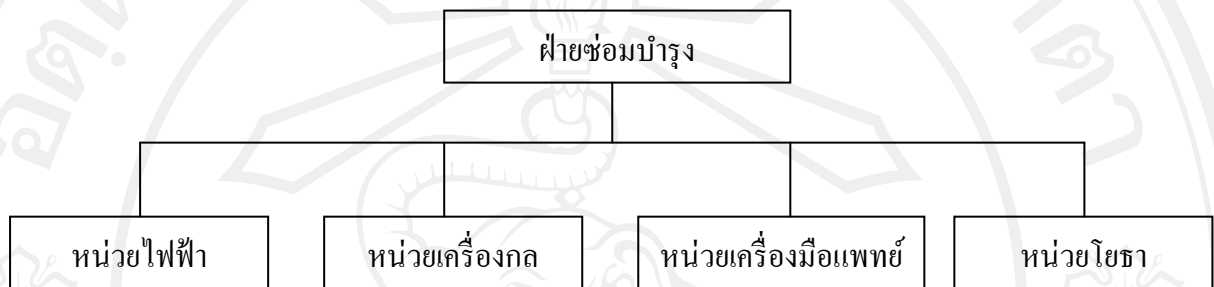 ฝ่ายซ่อมบำรุง
หน่วยไฟฟ้า
หน่วยเครื่องกล
หน่วยเครื่องมือแพทย์
หน่วยโยธา